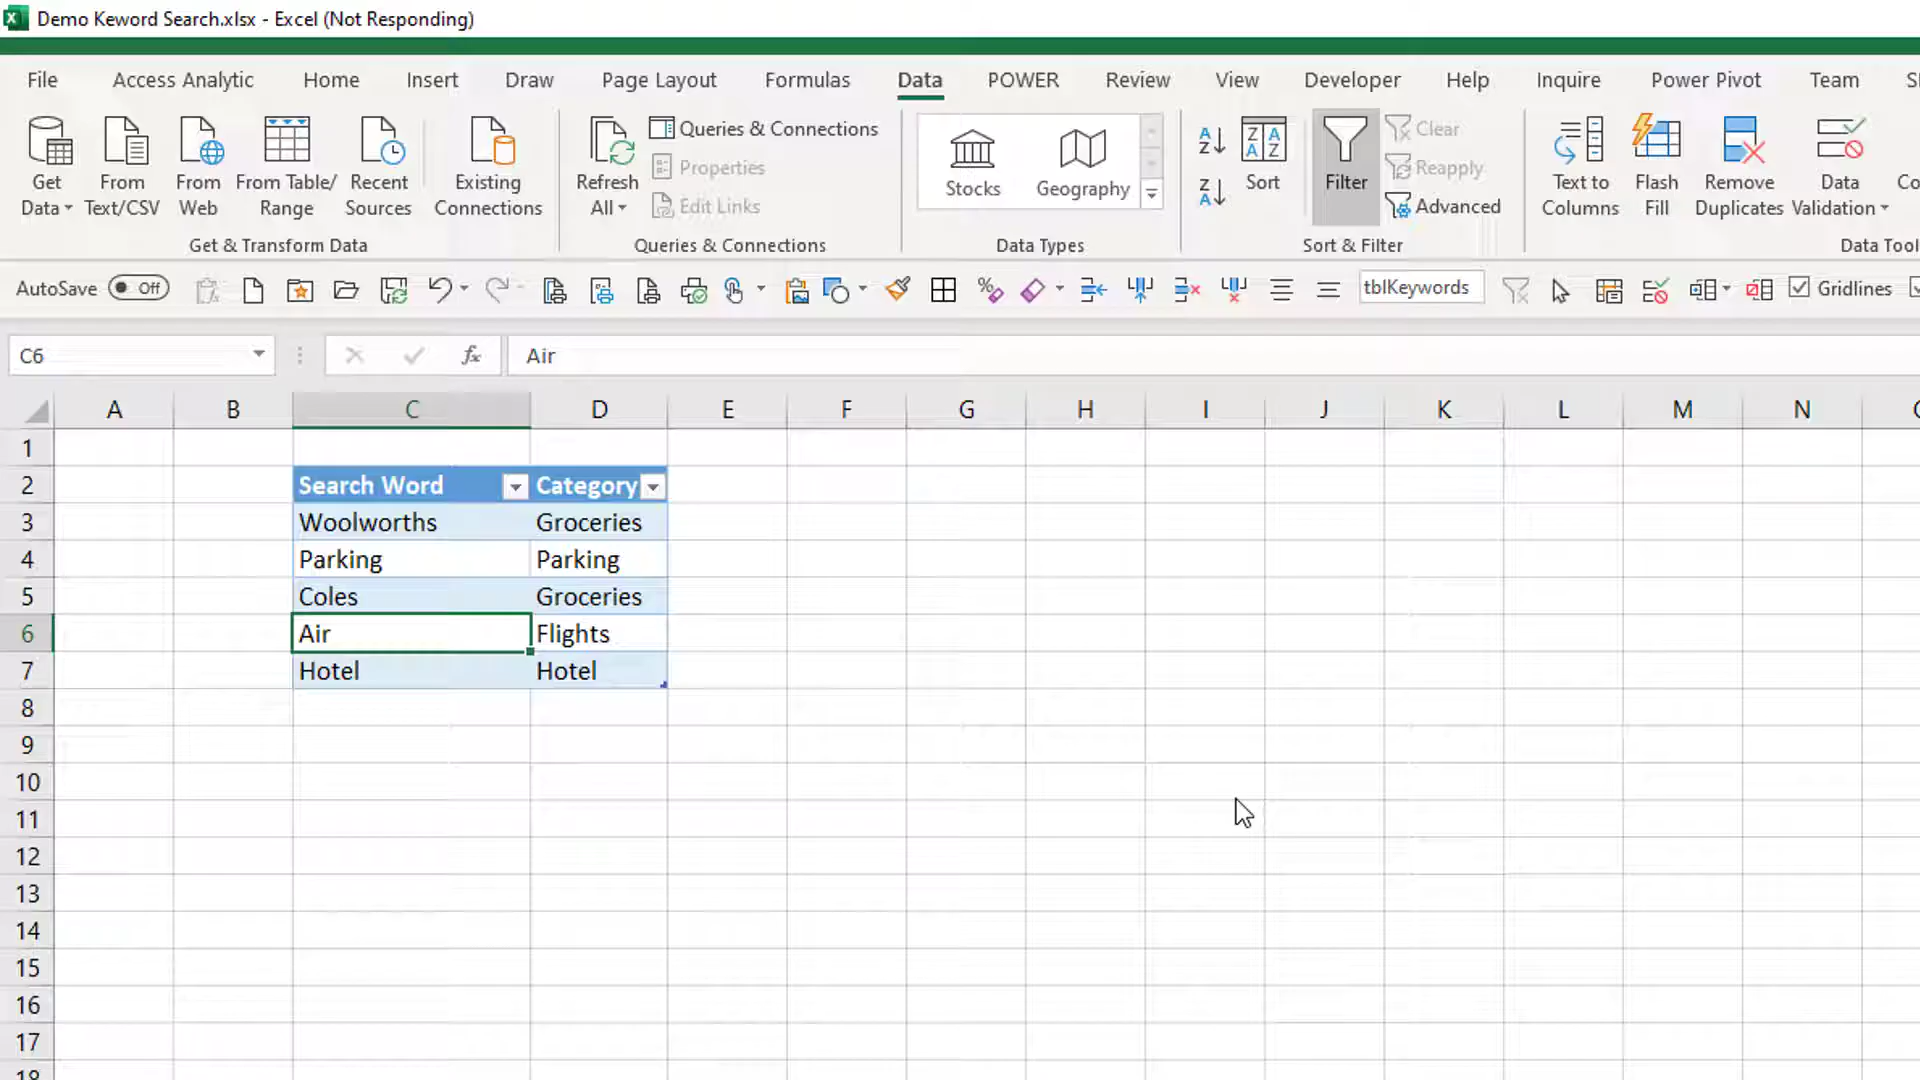 Demo Keword Search.xlsx - Excel (Not Responding)
File Access Analytic Home Insert Draw Page Layout Formulas Data POWER Review View Developer Help Inquire Power Pivot Team
Get Data
From Text/CSV
From Web
From Table/ Range
Recent Sources
Existing Connections
Get & Transform Data
Refresh All
Queries & Connections
Properties
Edit Links
Queries & Connections
Stocks
Geography
Data Types
Sort
Filter
Clear
Reapply
Advanced
Sort & Filter
Text to Columns
Flash Fill
Remove Duplicates
Data Validation
Co
Data Tool
AutoSave Off tblKeywords Gridlines
C6 fx Air
A B C D E F G H I J K L M N
1
2 Search Word Category
3 Woolworths Groceries
4 Parking Parking
5 Coles Groceries
6 Air Flights
7 Hotel Hotel
8
9
10
11
12
13
14
15
16
17
18